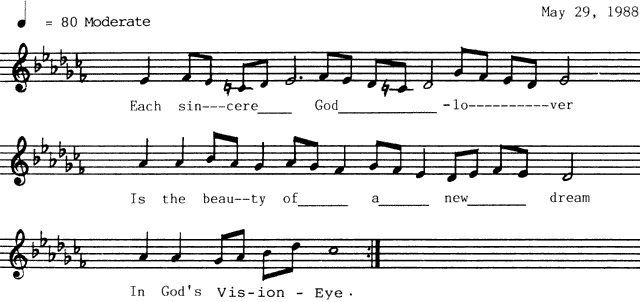 May 29, 1988
= 80 Moderate
Each sin---cere____ God____________ -lo----------ver
Is the beau--ty of______ a______ new_______ dream
In God's Vis-ion - Eye.